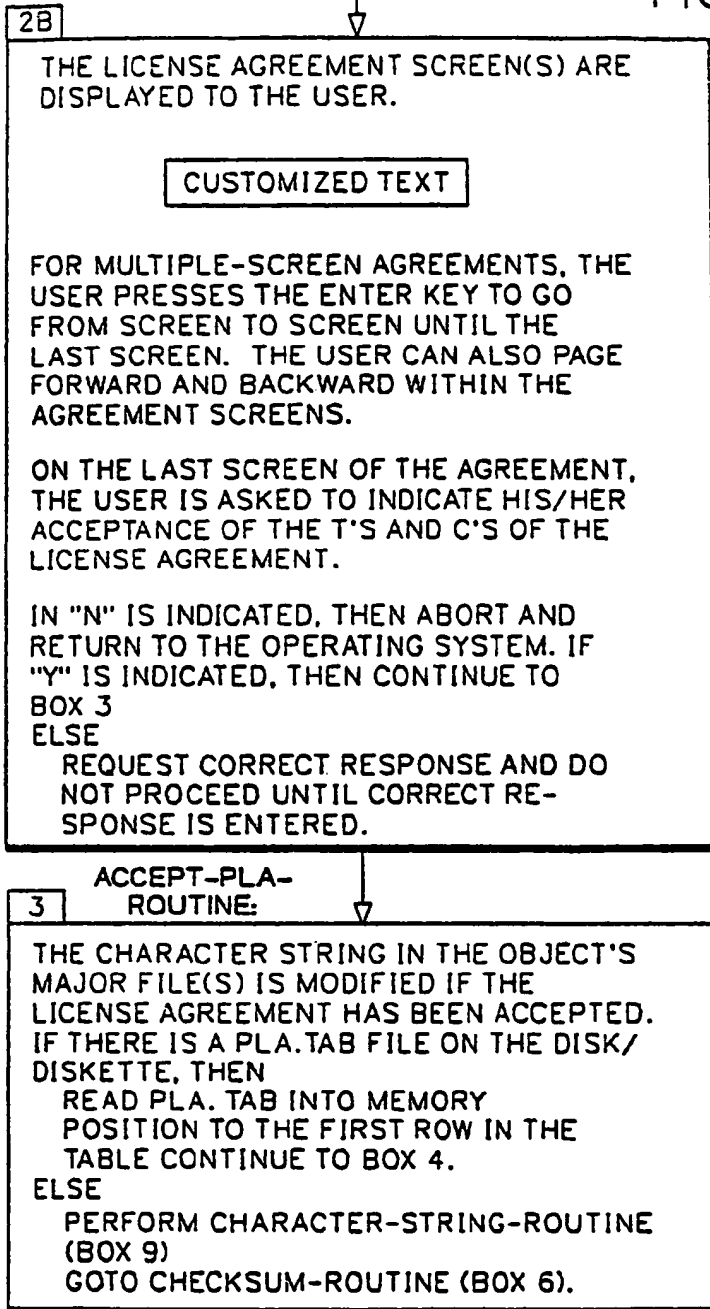 2B
THE LICENSE AGREEMENT SCREEN(S) ARE
DISPLAYED TO THE USER.
CUSTOMIZED TEXT
FOR MULTIPLE-SCREEN AGREEMENTS, THE
USER PRESSES THE ENTER KEY TO GO
FROM SCREEN TO SCREEN UNTIL THE
LAST SCREEN. THE USER CAN ALSO PAGE
FORWARD AND BACKWARD WITHIN THE
AGREEMENT SCREENS.
ON THE LAST SCREEN OF THE AGREEMENT,
THE USER IS ASKED TO INDICATE HIS/HER
ACCEPTANCE OF THE T'S AND C'S OF THE
LICENSE AGREEMENT.
IN "N" IS INDICATED, THEN ABORT AND
RETURN TO THE OPERATING SYSTEM. IF
"Y" IS INDICATED, THEN CONTINUE TO
BOX 3
ELSE
REQUEST CORRECT RESPONSE AND DO
NOT PROCEED UNTIL CORRECT RE-
SPONSE IS ENTERED.
ACCEPT-PLA-
3 ROUTINE:
THE CHARACTER STRING IN THE OBJECT'S
MAJOR FILE(S) IS MODIFIED IF THE
LICENSE AGREEMENT HAS BEEN ACCEPTED.
IF THERE IS A PLA.TAB FILE ON THE DISK/
DISKETTE, THEN
READ PLA. TAB INTO MEMORY
POSITION TO THE FIRST ROW IN THE
TABLE CONTINUE TO BOX 4.
ELSE
PERFORM CHARACTER-STRING-ROUTINE
(BOX 9)
GOTO CHECKSUM-ROUTINE (BOX 6).